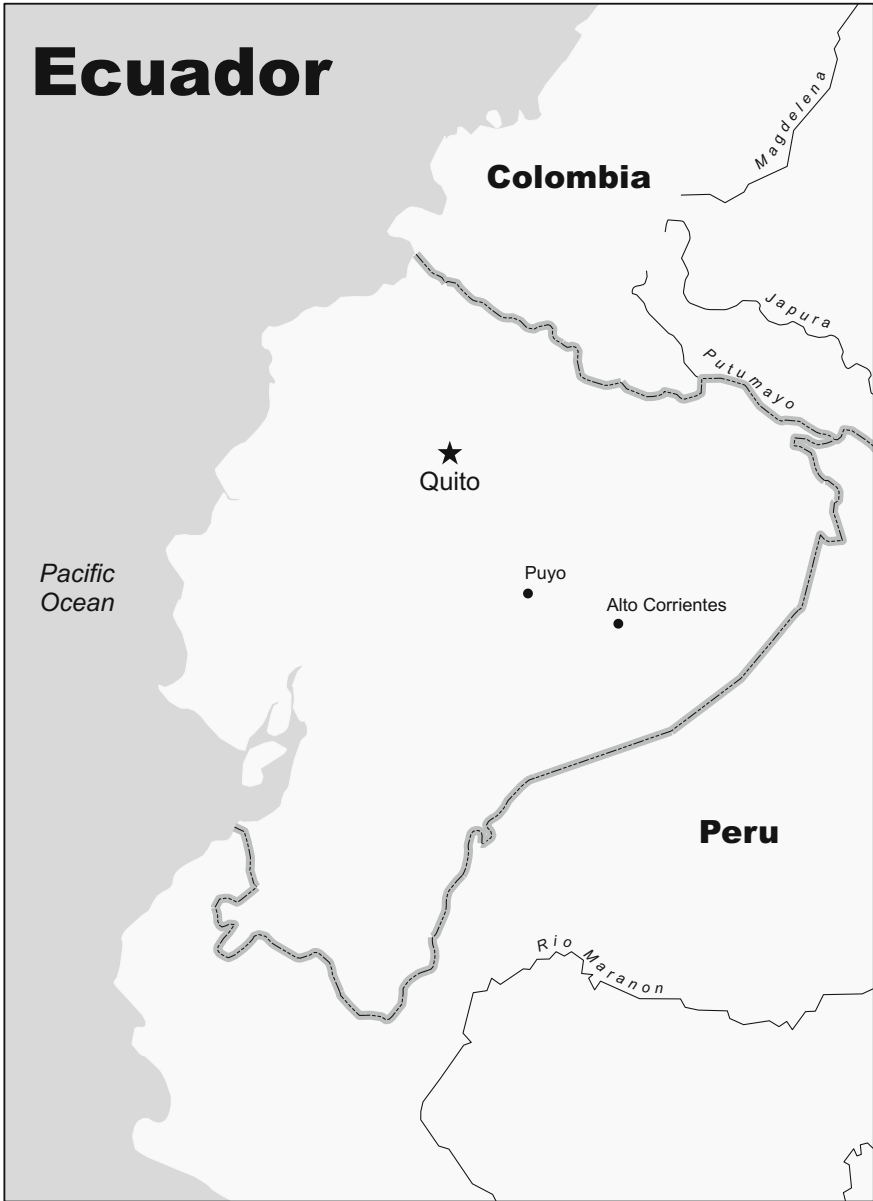 Ecuador
Magdelena
Colombia
Japura
Putumayo
Quito
Pacific
Ocean
Puyo
Alto Corrientes
Peru
Rio Maranon